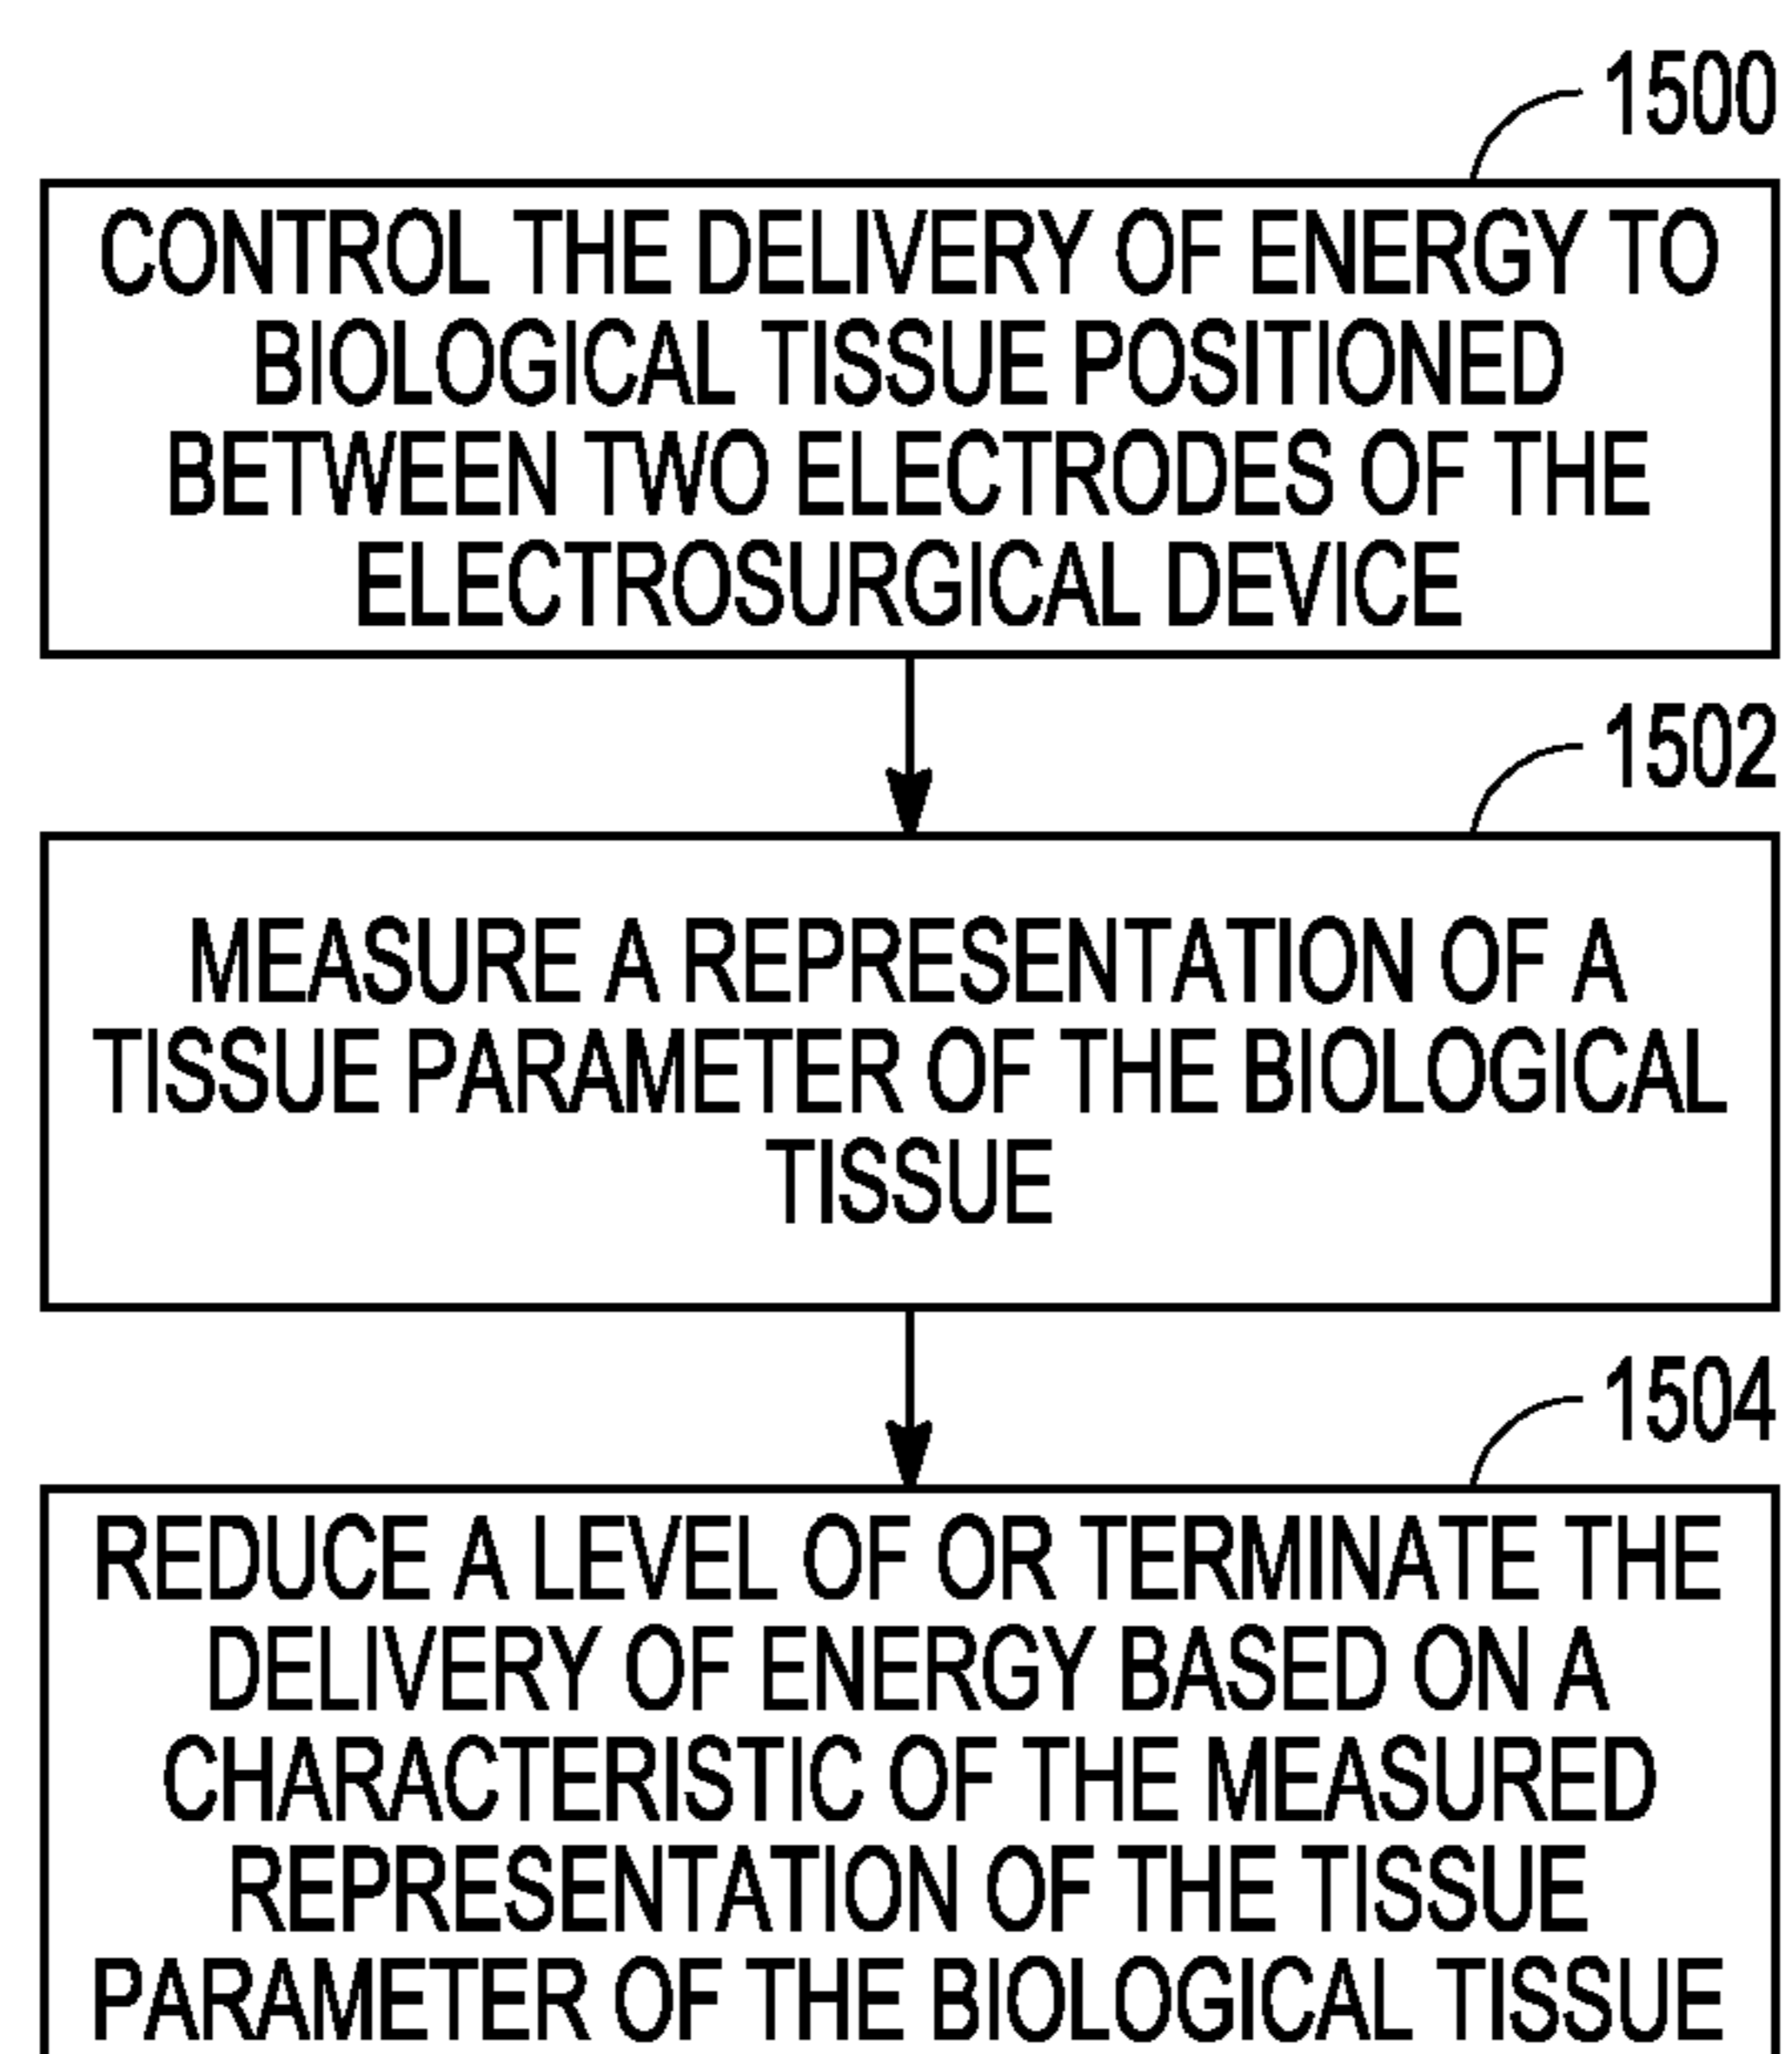 1500
CONTROL THE DELIVERY OF ENERGY TO
BIOLOGICAL TISSUE POSITIONED
BETWEEN TWO ELECTRODES OF THE
ELECTROSURGICAL DEVICE
1502
MEASURE A REPRESENTATION OF A
TISSUE PARAMETER OF THE BIOLOGICAL
TISSUE
1504
REDUCE A LEVEL OF OR TERMINATE THE
DELIVERY OF ENERGY BASED ON A
CHARACTERISTIC OF THE MEASURED
REPRESENTATION OF THE TISSUE
PARAMETER OF THE BIOLOGICAL TISSUE